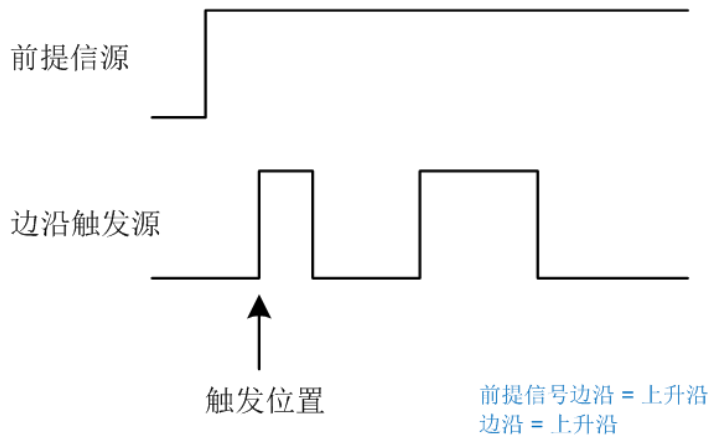 前提信源
边沿触发源
触发位置
前提信号边沿 = 上升沿
边沿 = 上升沿